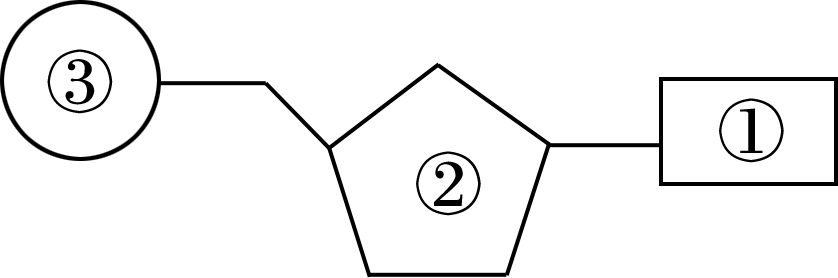 ③
②
①